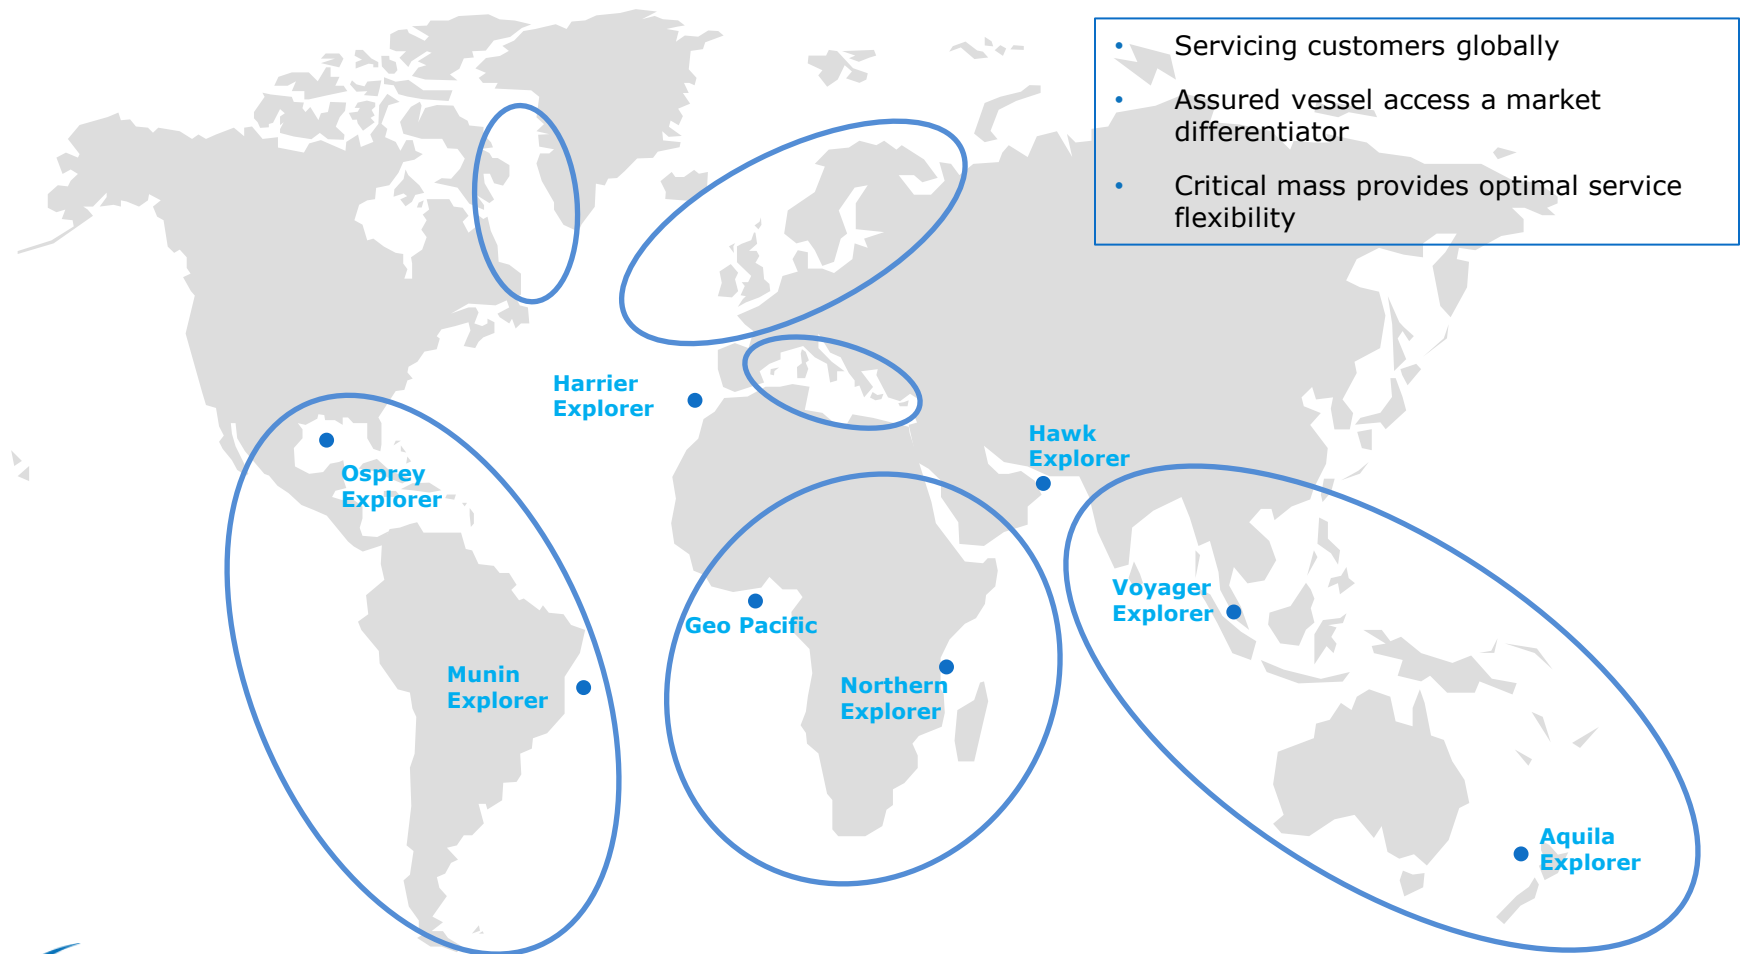 • Servicing customers globally
• Assured vessel access a market
differentiator
• Critical mass provides optimal service
flexibility
Harrier
Explorer
Hawk
Explorer
Osprey
Explorer
Voyager
Explorer
Geo Pacific
Munin
Explorer
Northern
Explorer
Aquila
Explorer